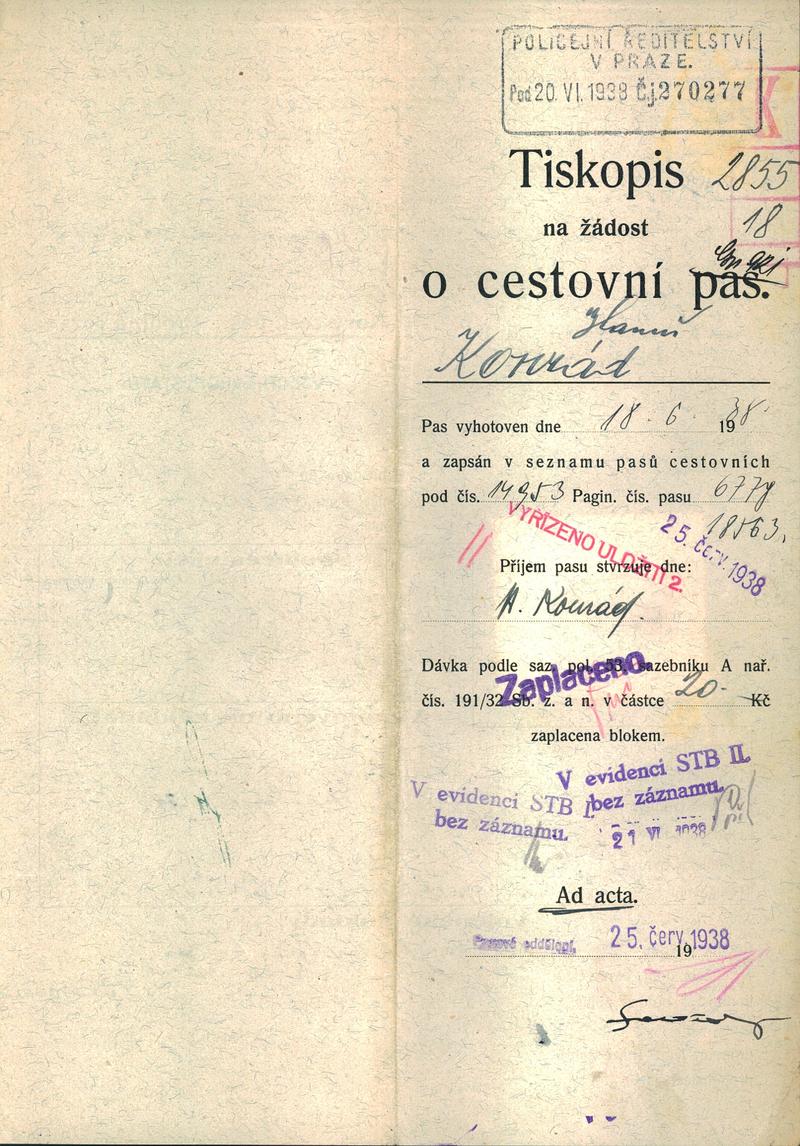 POLICEJNÍ ŘEDITELSTVÍ
V PRAZE.
Pod 20. VI. 1938 Čj. 270277
K
Tiskopis 2855
na žádost 18
o cestovní pas.
Hanuš
Konrád
Pas vyhotoven dne 18. 6. 1938.
a zapsán v seznamu pasů cestovních
pod čís. 14953 Pagin. čís. pasu 6779
18563.
VYŘÍZENO ULOŽITI 2.
25. červ. 1938
Příjem pasu stvrzuje dne:
H. Konrád.
Dávka podle saz. pol. 53. sazebníku A nař.
Zaplaceno
čís. 191/32 Sb. z. a n. v částce 20.- Kč
zaplacena blokem.
V evidenci STB II.
bez záznamu.
V evidenci STB I.
bez záznamu.
21 VI 1938
Ad acta.
Pasové oddělení. 25. červ. 1938
19